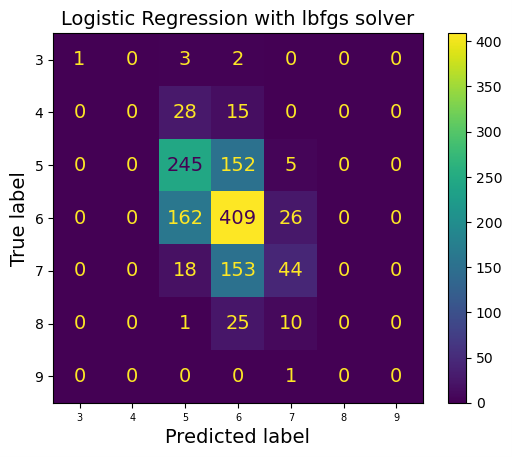 Logistic Regression with lbfgs solver
True label
3 1 0 3 2 0 0 0
4 0 0 28 15 0 0 0
5 0 0 245 152 5 0 0
6 0 0 162 409 26 0 0
7 0 0 18 153 44 0 0
8 0 0 1 25 10 0 0
9 0 0 0 0 1 0 0
3 4 5 6 7 8 9
Predicted label
400
350
300
250
200
150
100
50
0